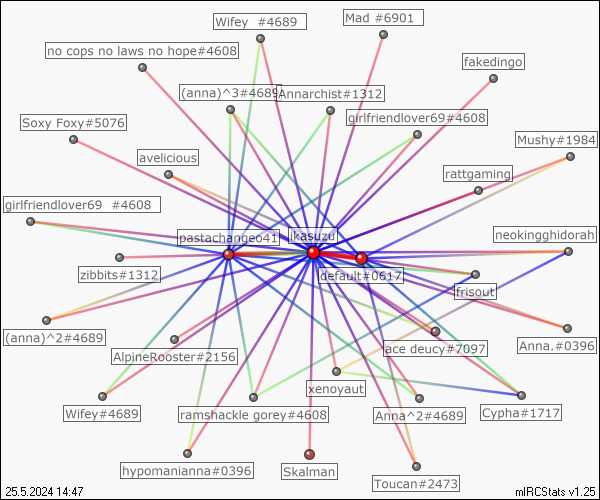 Wifey  #4689
Mad #6901
no cops no laws no hope#4608
fakedingo
(anna)^3#4689
Annarchist#1312
girlfriendlover69#4608
Soxy Foxy#5076
Mushy#1984
avelicious
rattgaming
girlfriendlover69  #4608
pastachangeo41
ikasuzu
neokingghidorah
zibbits#1312
default#0617
frisout
(anna)^2#4689
AlpineRooster#2156
ace deucy#7097
Anna.#0396
xenoyaut
Wifey#4689
ramshackle gorey#4608
Anna^2#4689
Cypha#1717
hypomanianna#0396
Skalman
Toucan#2473
25.5.2024 14:47
mIRCStats v1.25